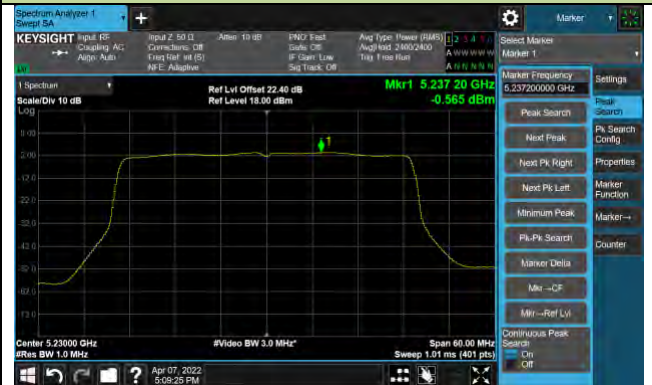 Spectrum Analyzer 1
Swept SA
Marker
KEYSIGHT
Input: RF
Coupling: AC
Align: Auto
Input Z: 50 Ω
Corrections: Off
Freq Ref: Int (S)
NFE: Adaptive
Atten: 10 dB
PNO: Fast
Gate: Off
IF Gain: Low
Sig Track: Off
Avg Type: Power (RMS)
Avg|Hold: 2400/2400
Trig: Free Run
1 2 3 4 5 6
A W W W W W
A N N N N N
Select Marker
Marker 1
1 Spectrum
Scale/Div 10 dB
Log
Ref Lvl Offset 22.40 dB
Ref Level 18.00 dBm
Mkr1 5.237 20 GHz
-0.565 dBm
1
Marker Frequency
5.237200000 GHz
Peak Search
Next Peak
Next Pk Right
Next Pk Left
Minimum Peak
Pk-Pk Search
Marker Delta
Mkr→CF
Mkr→Ref Lvl
Continuous Peak
Search
On
Off
Settings
Peak
Search
Pk Search
Config
Properties
Marker
Function
Marker→
Counter
Center 5.23000 GHz
#Res BW 1.0 MHz
#Video BW 3.0 MHz*
Span 60.00 MHz
Sweep 1.01 ms (401 pts)
?
Apr 07, 2022
5:09:25 PM